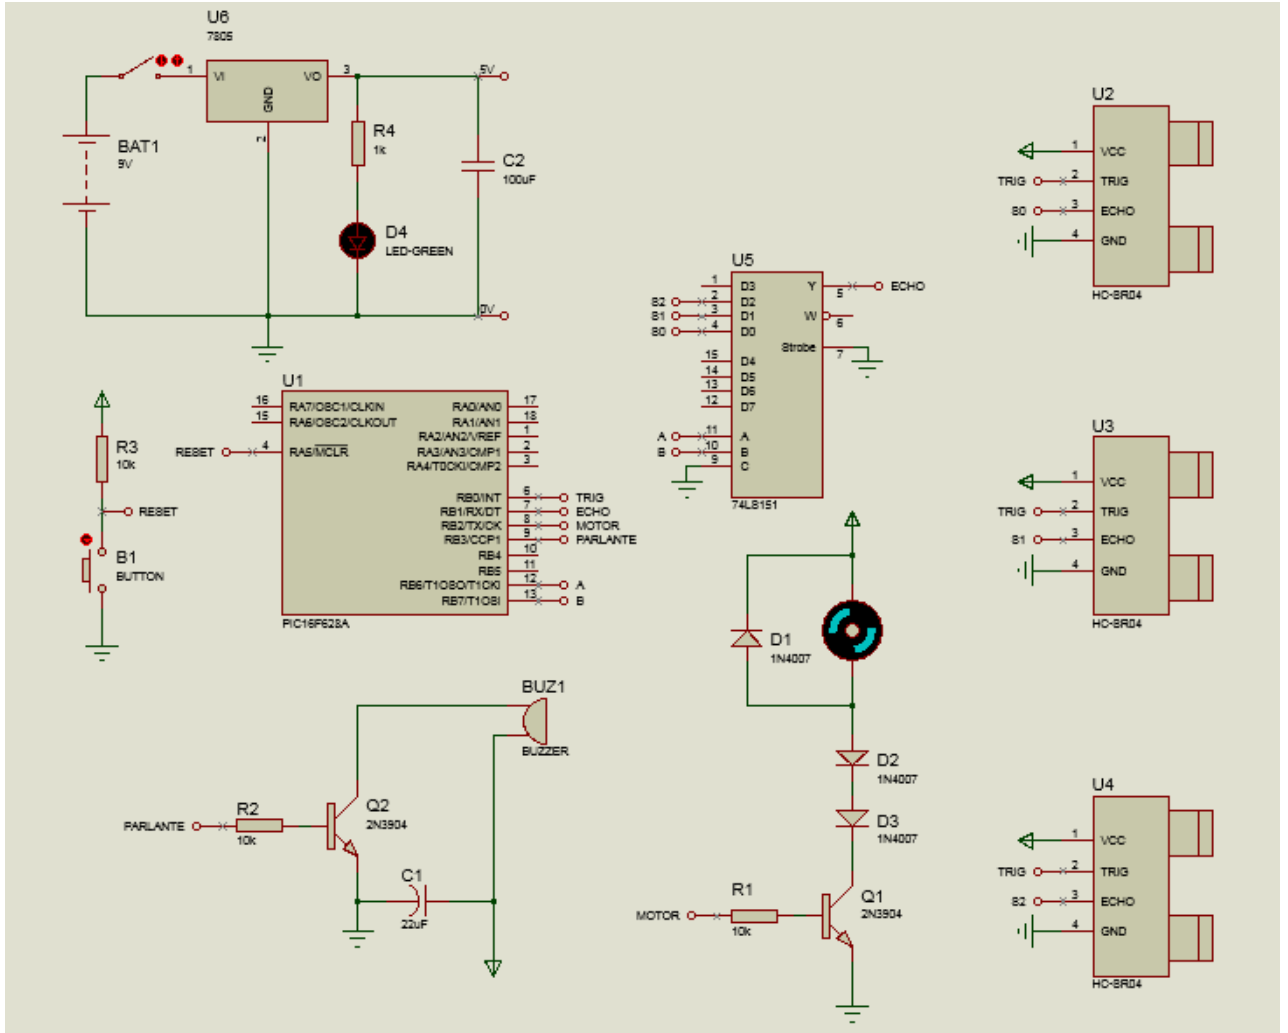 U6
7805
1
VI
VO
3
GND
2
5V
R4
1k
BAT1
9V
C2
100uF
D4
LED-GREEN
0V
U2
1
VCC
TRIG
2
TRIG
S0
3
ECHO
4
GND
HC-SR04
U5
1
D3
Y
5
ECHO
S2
2
D2
S1
3
D1
W
6
S0
4
D0
Strobe
7
15
D4
14
D5
13
D6
12
D7
A
11
A
B
10
B
9
C
74LS151
U1
16
RA7/OSC1/CLKIN
RA0/AN0
17
15
RA6/OSC2/CLKOUT
RA1/AN1
18
RA2/AN2/VREF
1
RESET
4
RA5/MCLR
RA3/AN3/CMP1
2
RA4/T0CKI/CMP2
3
RB0/INT
6
TRIG
RB1/RX/DT
7
ECHO
RB2/TX/CK
8
MOTOR
RB3/CCP1
9
PARLANTE
RB4
10
RB5
11
RB6/T1OSO/T1CKI
12
A
RB7/T1OSI
13
B
PIC16F628A
R3
10k
RESET
B1
BUTTON
U3
1
VCC
TRIG
2
TRIG
S1
3
ECHO
4
GND
HC-SR04
D1
1N4007
D2
1N4007
D3
1N4007
R1
MOTOR
10k
Q1
2N3904
BUZ1
BUZZER
PARLANTE
R2
10k
Q2
2N3904
C1
22uF
U4
1
VCC
TRIG
2
TRIG
S2
3
ECHO
4
GND
HC-SR04